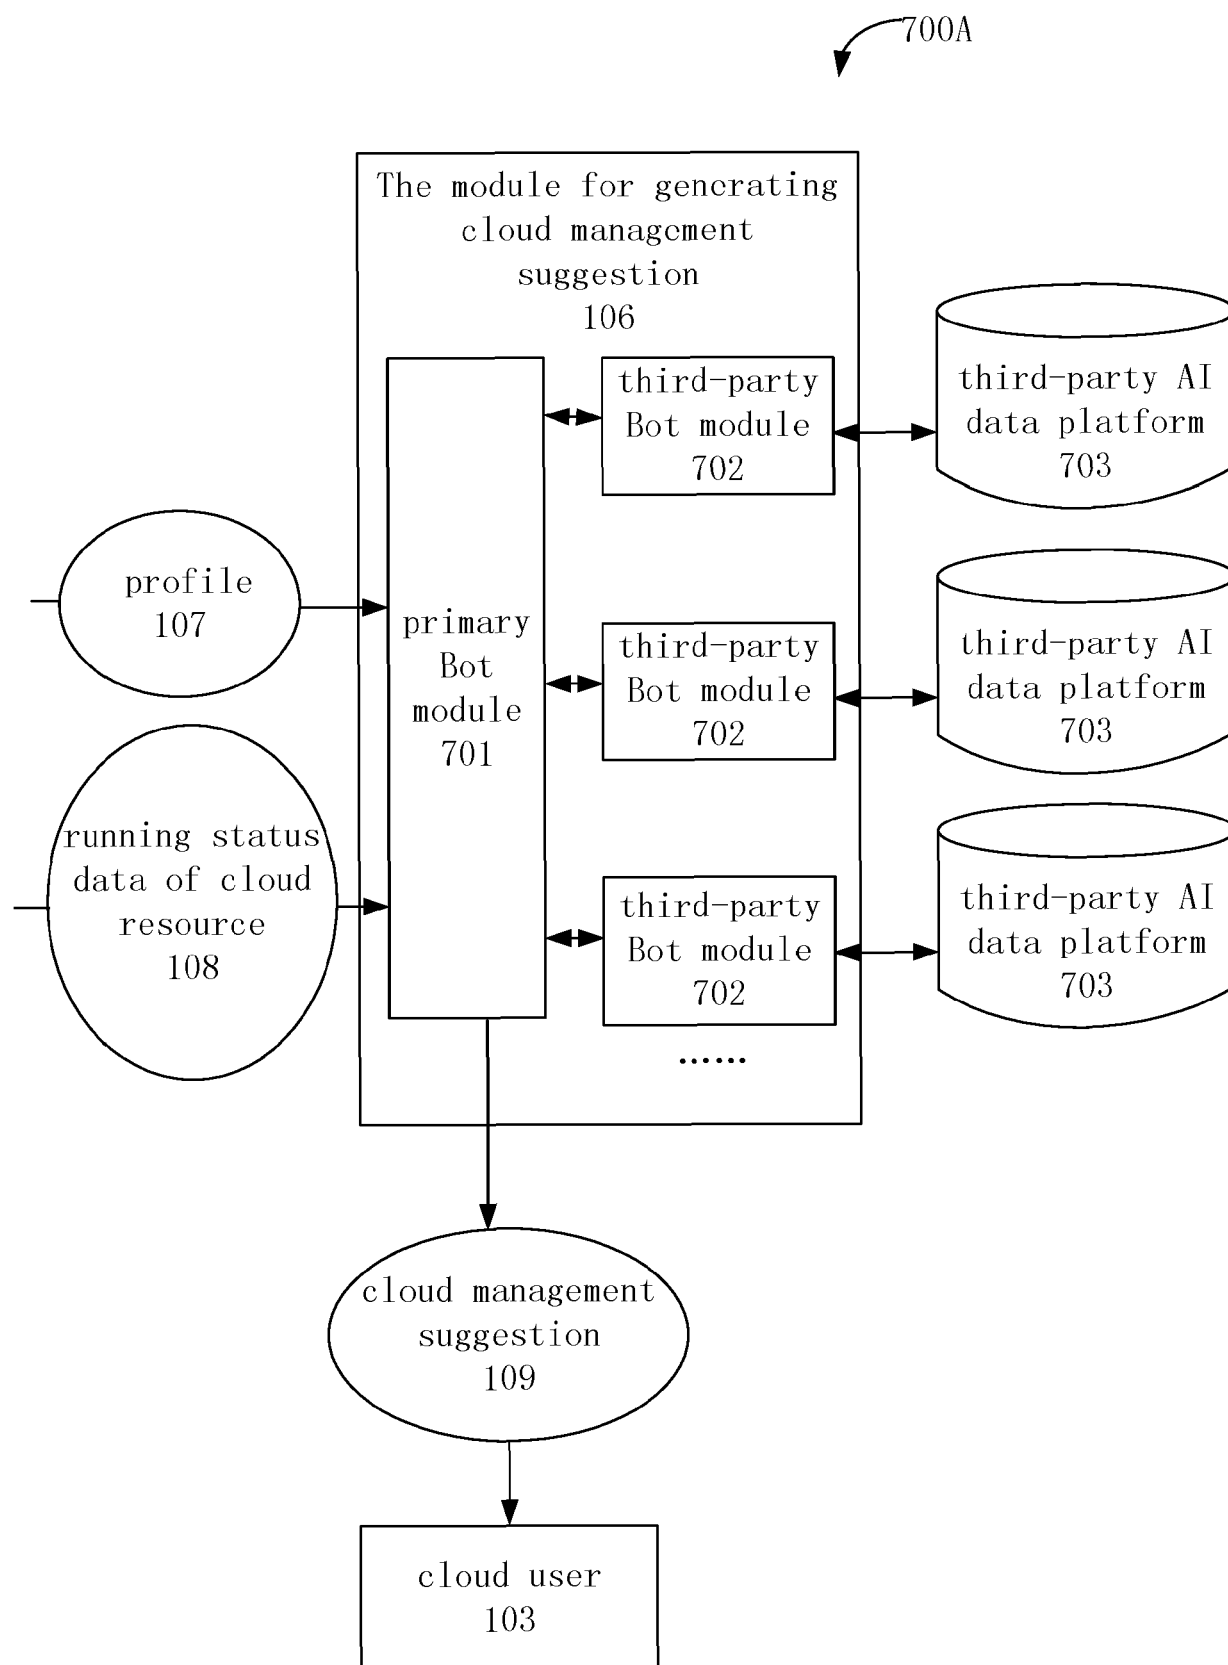 700A
The module for generating
cloud management
suggestion
106
third-party
Bot module
702
third-party AI
data platform
703
profile
107
primary
Bot
module
701
third-party
Bot module
702
third-party AI
data platform
703
running status
data of cloud
resource
108
third-party
Bot module
702
third-party AI
data platform
703
......
cloud management
suggestion
109
cloud user
103